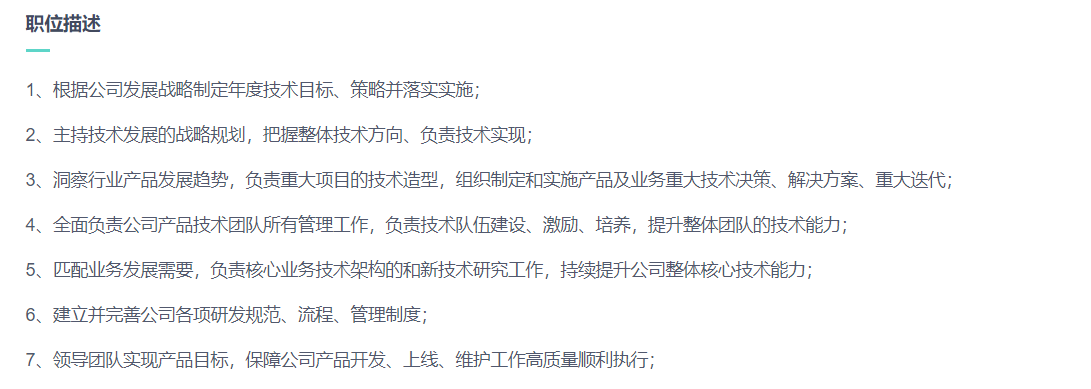 职位描述
1、根据公司发展战略制定年度技术目标、策略并落实实施；
2、主持技术发展的战略规划，把握整体技术方向、负责技术实现；
3、洞察行业产品发展趋势，负责重大项目的技术造型，组织制定和实施产品及业务重大技术决策、解决方案、重大迭代；
4、全面负责公司产品技术团队所有管理工作，负责技术队伍建设、激励、培养，提升整体团队的技术能力；
5、匹配业务发展需要，负责核心业务技术架构的和新技术研究工作，持续提升公司整体核心技术能力；
6、建立并完善公司各项研发规范、流程、管理制度；
7、领导团队实现产品目标，保障公司产品开发、上线、维护工作高质量顺利执行；